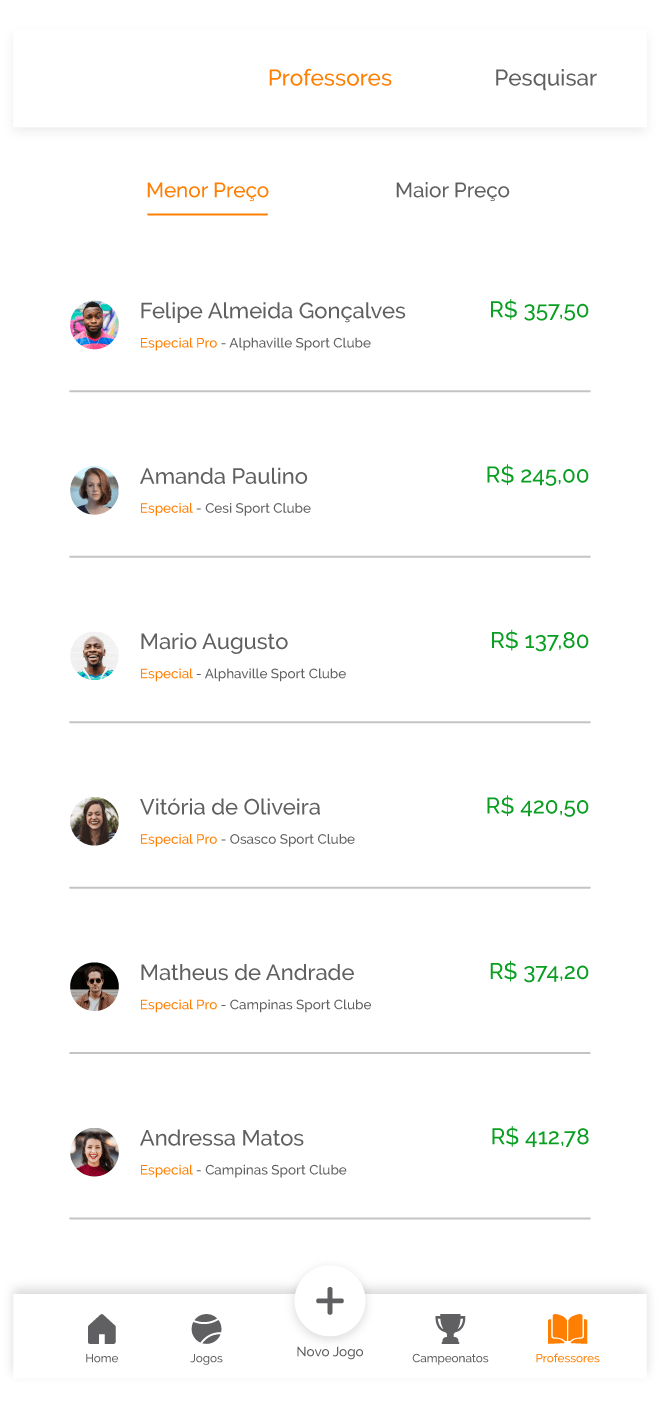 Professores
Pesquisar
Menor Preço
Maior Preço
Felipe Almeida Gonçalves
R$ 357,50
Especial Pro - Alphaville Sport Clube
Amanda Paulino
R$ 245,00
Especial - Cesi Sport Clube
Mario Augusto
R$ 137,80
Especial - Alphaville Sport Clube
Vitória de Oliveira
R$ 420,50
Especial Pro - Osasco Sport Clube
Matheus de Andrade
R$ 374,20
Especial Pro - Campinas Sport Clube
Andressa Matos
R$ 412,78
Especial - Campinas Sport Clube
Home
Jogos
Novo Jogo
Campeonatos
Professores